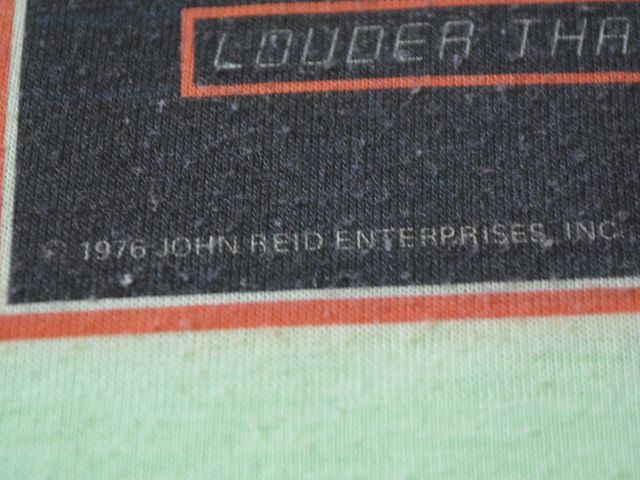 LOUDER THA
© 1976 JOHN REID ENTERPRISES, INC